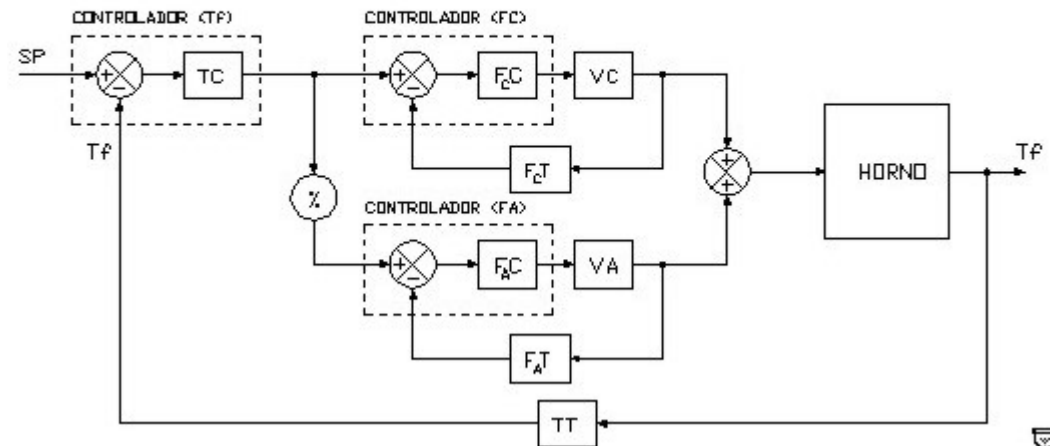 CONTROLADOR (Tf)
CONTROLADOR (FC)
SP
+
−
TC
+
−
FCC
VC
Tf
FCT
+
+
HORNO
Tf
%
CONTROLADOR (FA)
+
−
FAC
VA
FAT
TT